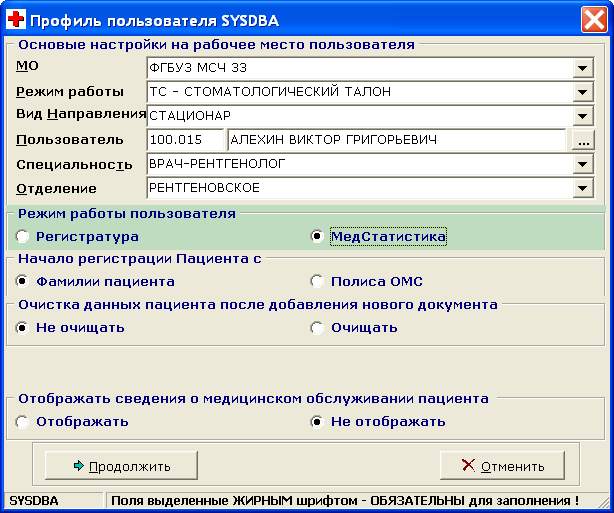 Профиль пользователя SYSDBA
Основые настройки на рабочее место пользователя
МО ФГБУЗ МСЧ 33
Режим работы ТС - СТОМАТОЛОГИЧЕСКИЙ ТАЛОН
Вид Направления СТАЦИОНАР
Пользователь 100.015 АЛЕХИН ВИКТОР ГРИГОРЬЕВИЧ ...
Специальность ВРАЧ-РЕНТГЕНОЛОГ
Отделение РЕНТГЕНОВСКОЕ
Режим работы пользователя
Регистратура МедСтатистика
Начало регистрации Пациента с
Фамилии пациента Полиса ОМС
Очистка данных пациента после добавления нового документа
Не очищать Очищать
Отображать сведения о медицинском обслуживании пациента
Отображать Не отображать
Продолжить Отменить
SYSDBA Поля выделенные ЖИРНЫМ шрифтом - ОБЯЗАТЕЛЬНЫ для заполнения !